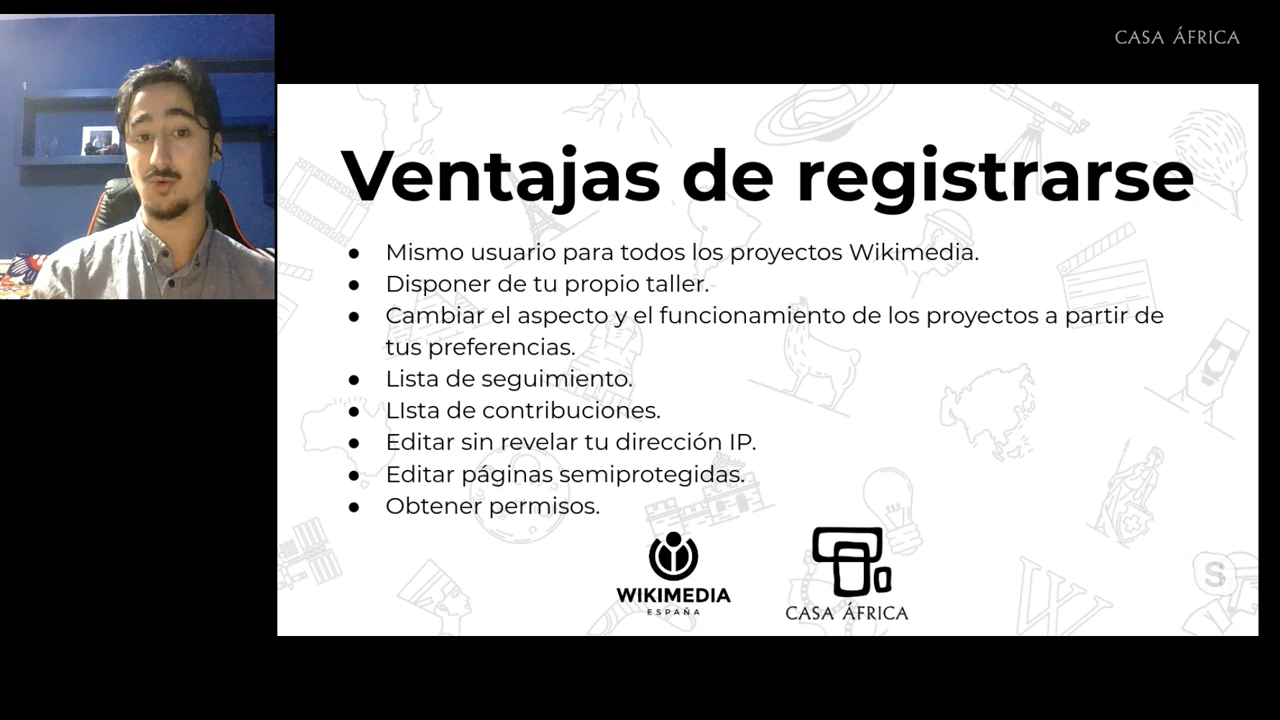 CASA ÁFRICA
Ventajas de registrarse
● Mismo usuario para todos los proyectos Wikimedia.
● Disponer de tu propio taller.
● Cambiar el aspecto y el funcionamiento de los proyectos a partir de
tus preferencias.
● Lista de seguimiento.
● LIsta de contribuciones.
● Editar sin revelar tu dirección IP.
● Editar páginas semiprotegidas.
● Obtener permisos.
WIKIMEDIA
ESPAÑA
CASA ÁFRICA
W
S